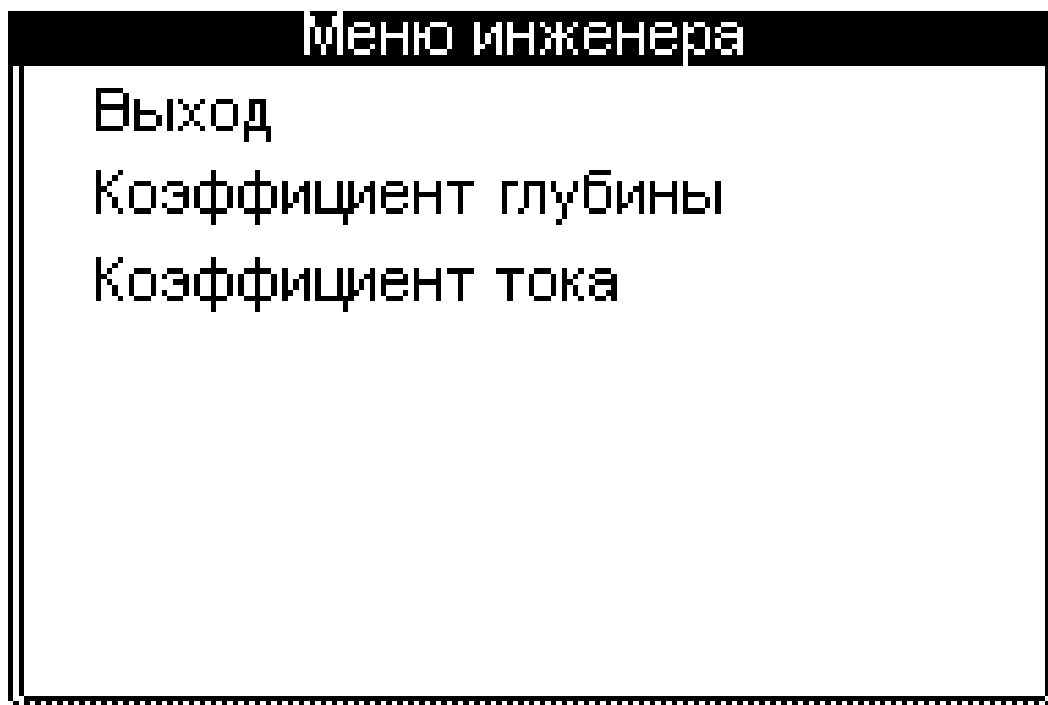 Меню инженера
Выход
Коэффициент глубины
Коэффициент тока